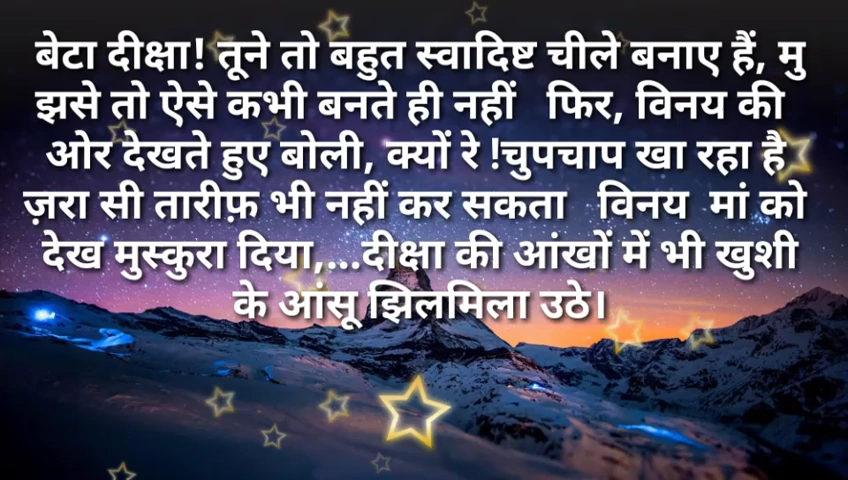 बेटा दीक्षा! तूने तो बहुत स्वादिष्ट चीले बनाए हैं, मु
झसे तो ऐसे कभी बनते ही नहीं फिर, विनय की
ओर देखते हुए बोली, क्यों रे !चुपचाप खा रहा है
ज़रा सी तारीफ़ भी नहीं कर सकता विनय मां को
देख मुस्कुरा दिया,...दीक्षा की आंखों में भी खुशी
के आंसू झिलमिला उठे।